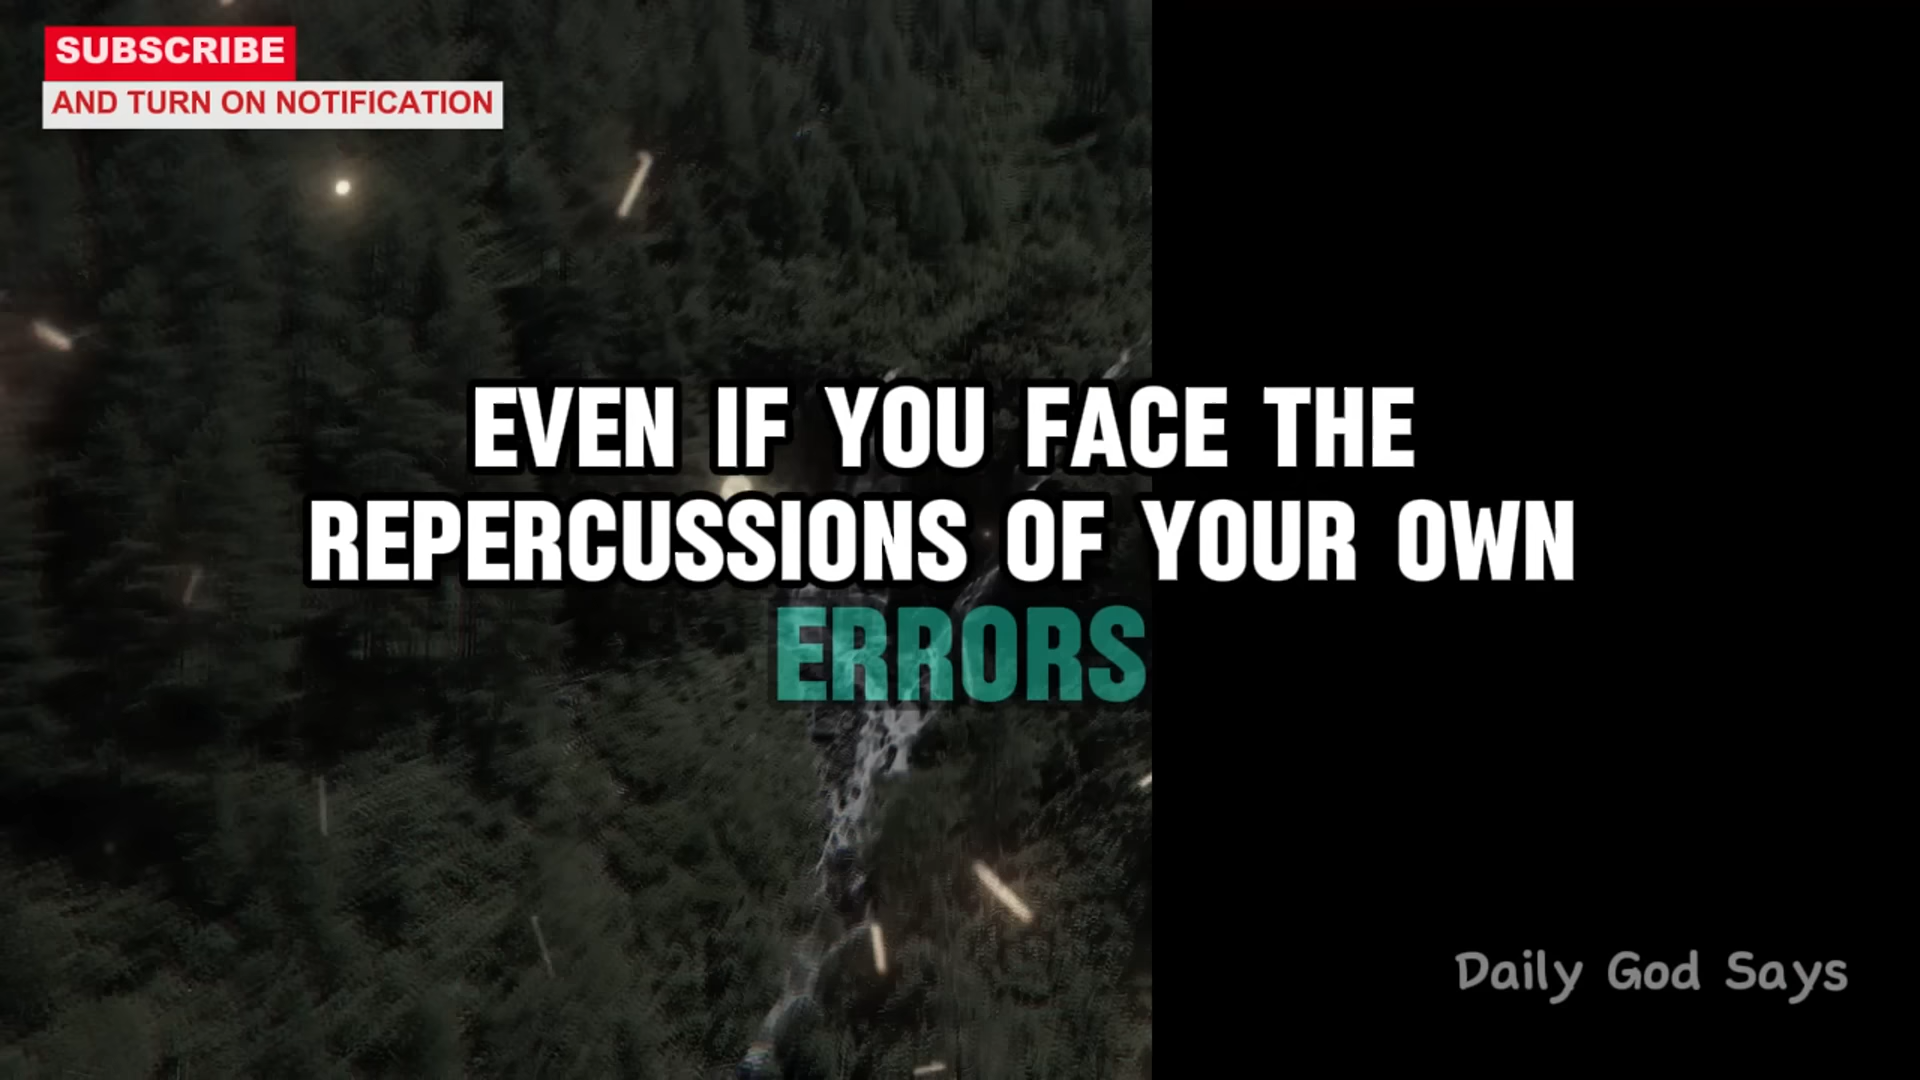 SUBSCRIBE
AND TURN ON NOTIFICATION
EVEN IF YOU FACE THE
REPERCUSSIONS OF YOUR OWN
ERRORS
Daily God Says